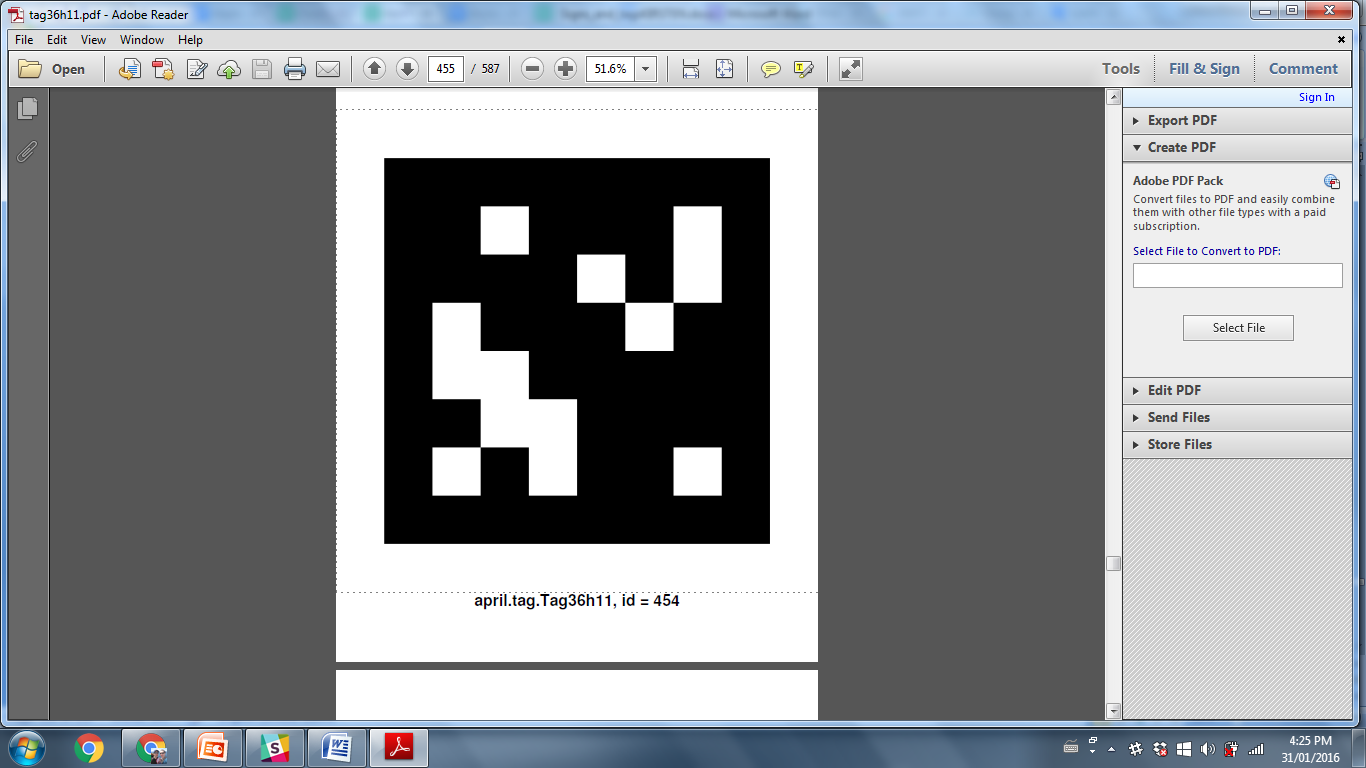 tag36h11.pdf - Adobe Reader
File Edit View Window Help
Open 455 / 587 51.6% Tools Fill & Sign Comment
Sign In
Export PDF
Create PDF
Adobe PDF Pack
Convert files to PDF and easily combine
them with other file types with a paid
subscription.
Select File to Convert to PDF:
Select File
Edit PDF
Send Files
Store Files
april.tag.Tag36h11, id = 454
4:25 PM
31/01/2016